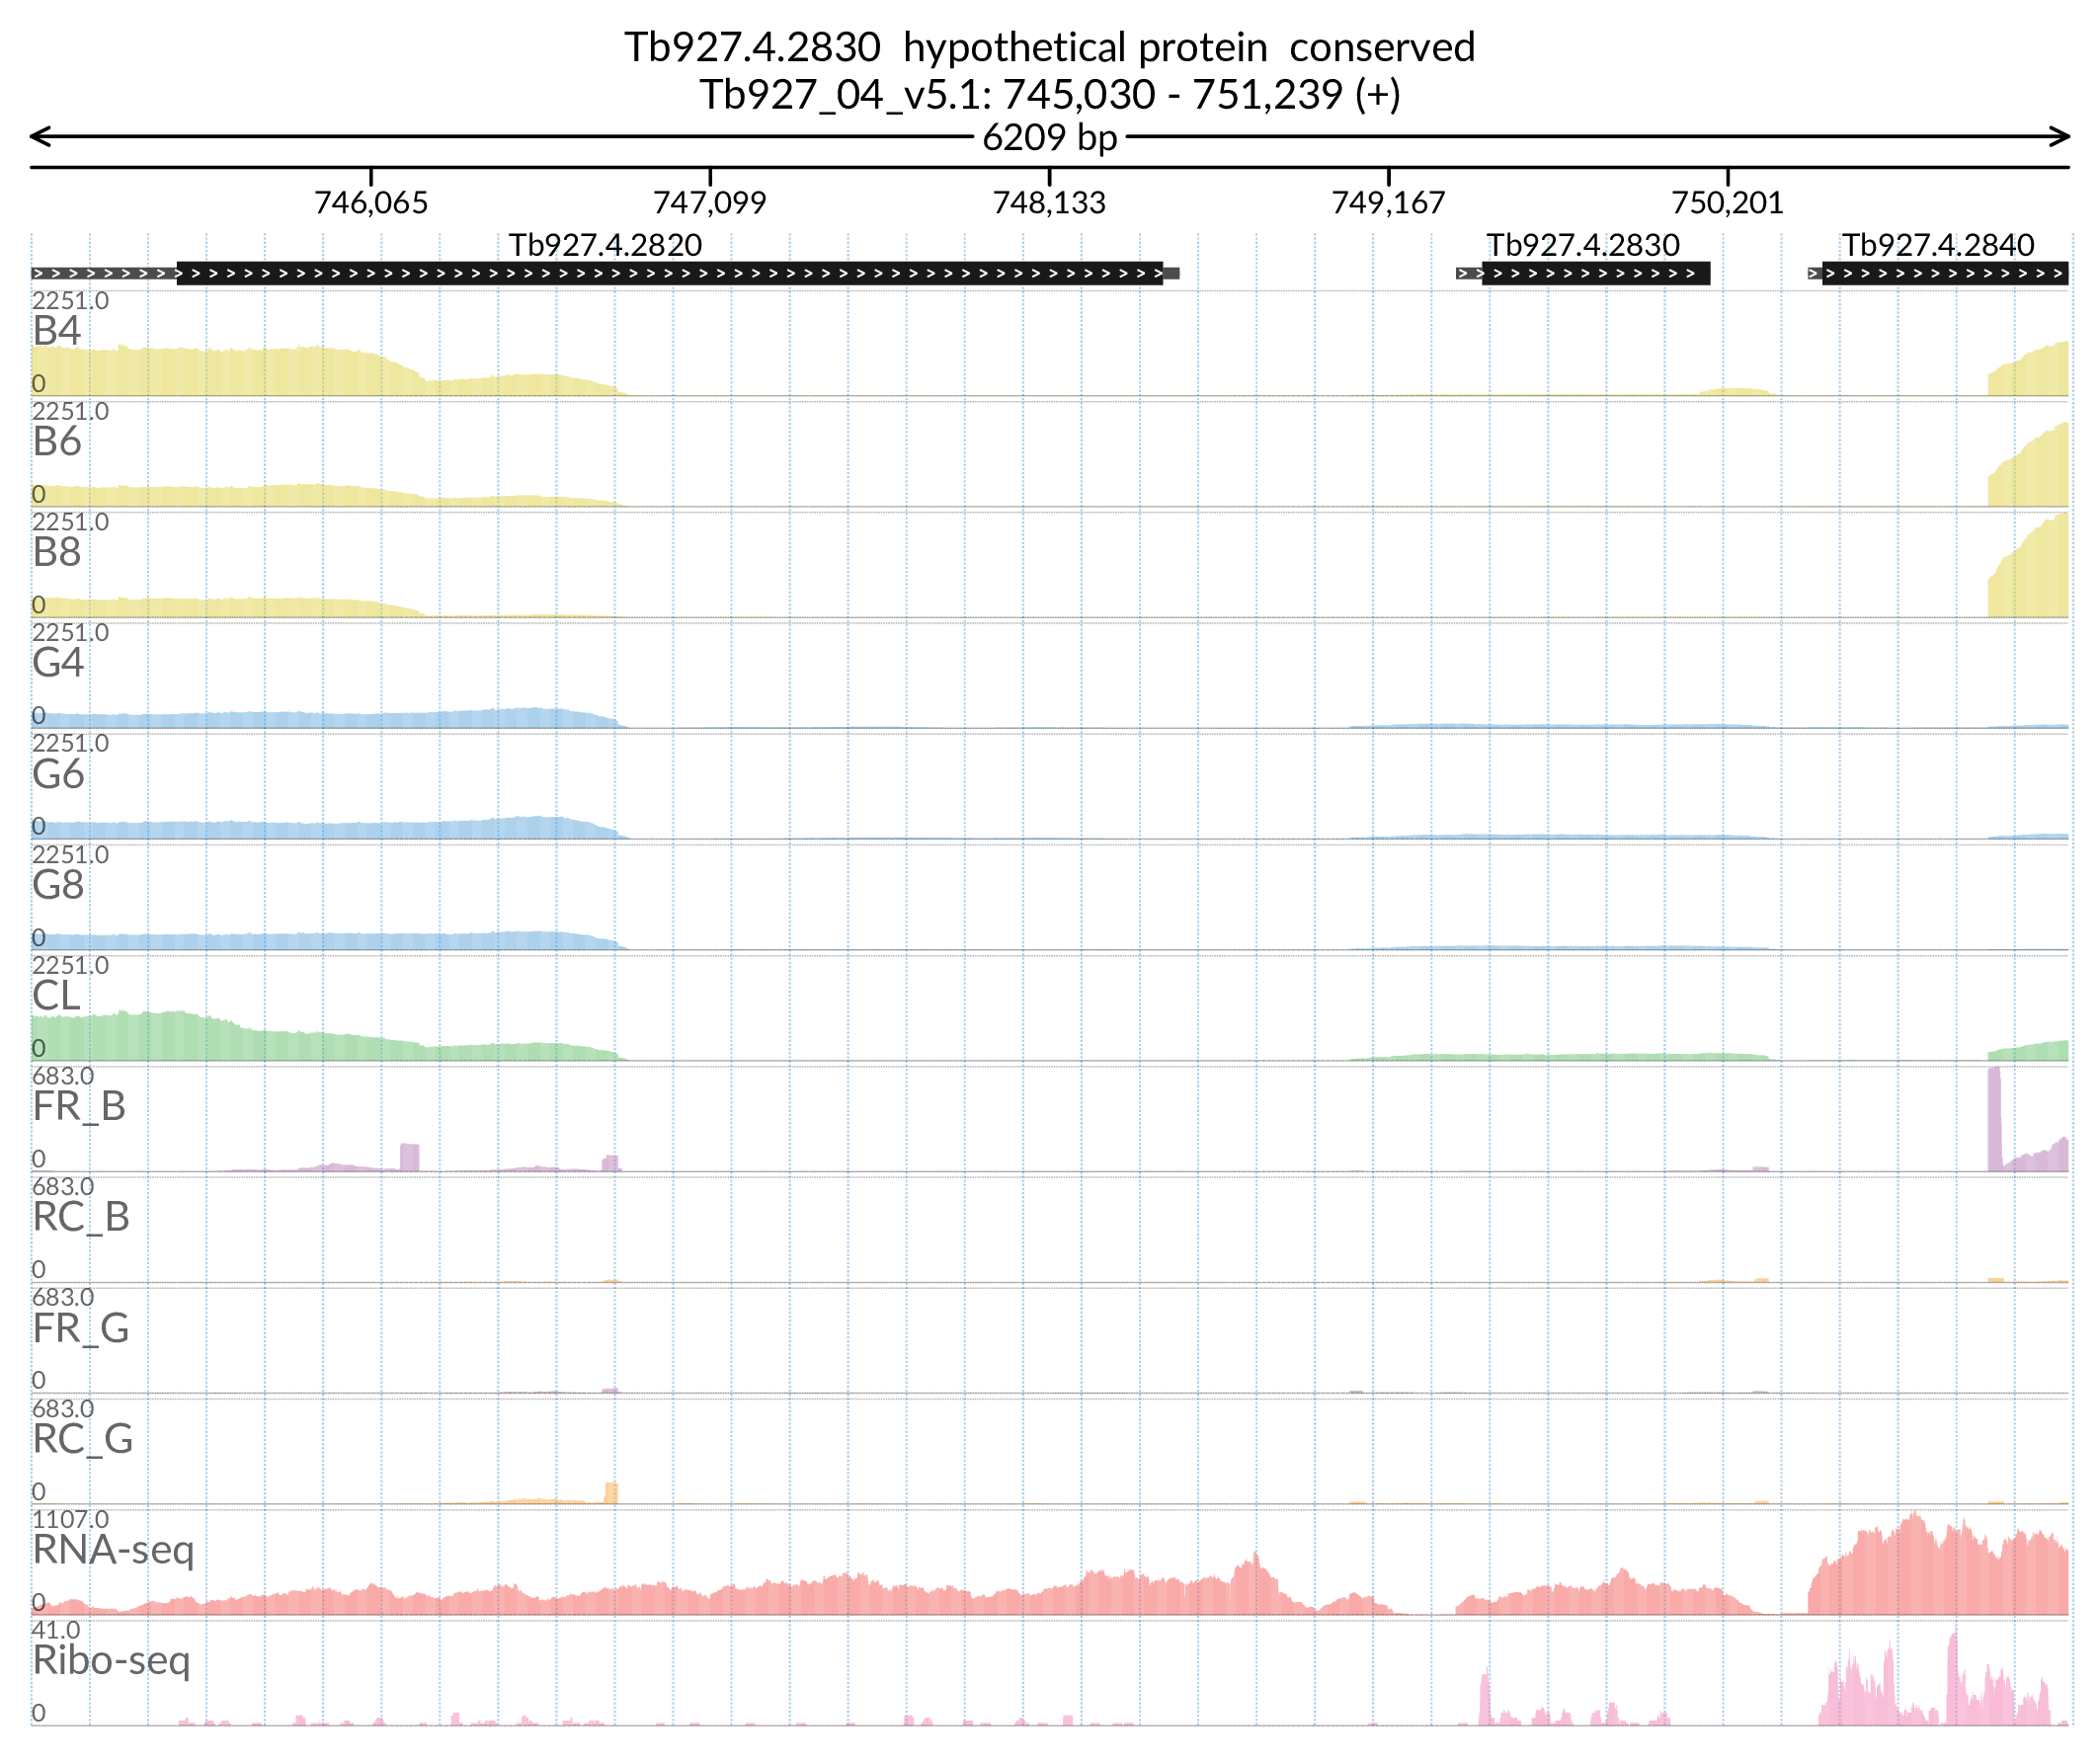 Tb927.4.2830 hypothetical protein conserved
Tb927_04_v5.1: 745,030 - 751,239 (+)
6209 bp
746,065 747,099 748,133 749,167 750,201
Tb927.4.2820 Tb927.4.2830 Tb927.4.2840
2251.0
B4
0
2251.0
B6
0
2251.0
B8
0
2251.0
G4
0
2251.0
G6
0
2251.0
G8
0
2251.0
CL
0
683.0
FR_B
0
683.0
RC_B
0
683.0
FR_G
0
683.0
RC_G
0
1107.0
RNA-seq
0
41.0
Ribo-seq
0